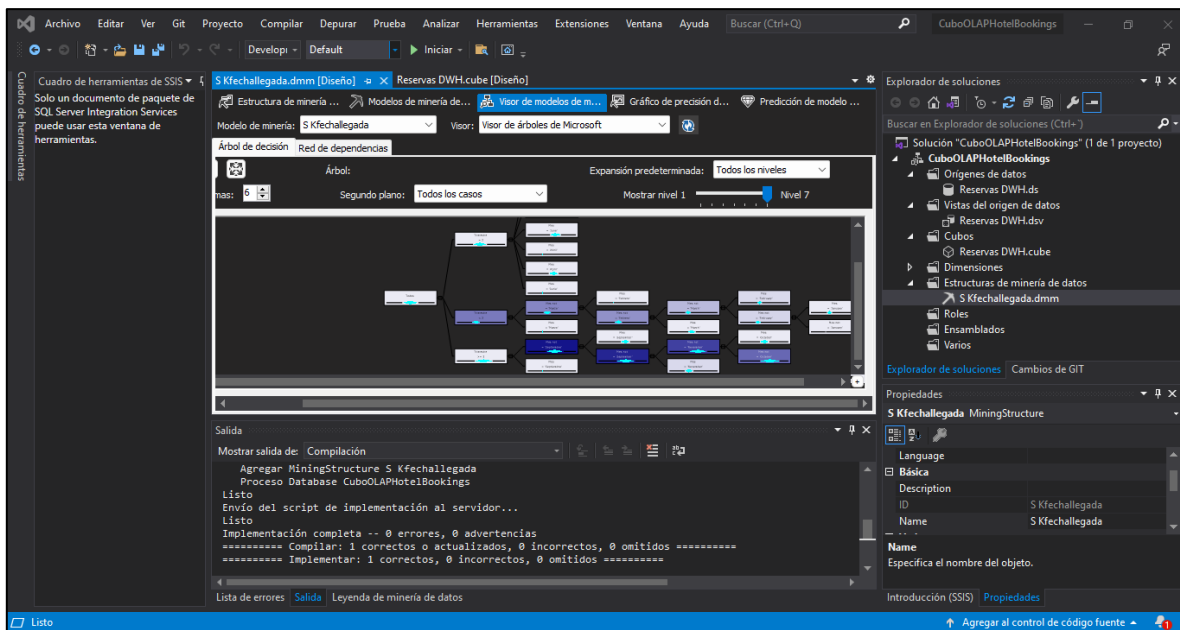 Archivo Editar Ver Git Proyecto Compilar Depurar Prueba Analizar Herramientas Extensiones Ventana Ayuda Buscar (Ctrl+Q) CuboOLAPHotelBookings
Developi Default Iniciar
Cuadro de herramientas de SSIS
Cuadro de herramientas de SSIS
Solo un documento de paquete de
SQL Server Integration Services
puede usar esta ventana de
herramientas.
S Kfechallegada.dmm [Diseño] Reservas DWH.cube [Diseño]
Estructura de minería ... Modelos de minería de... Visor de modelos de m... Gráfico de precisión d... Predicción de modelo ...
Modelo de minería: S Kfechallegada Visor: Visor de árboles de Microsoft
Árbol de decisión Red de dependencias
Árbol: Expansión predeterminada: Todos los niveles
mas: 6 Segundo plano: Todos los casos Mostrar nivel 1 Nivel 7
Salida
Mostrar salida de: Compilación
Agregar MiningStructure S Kfechallegada
Proceso Database CuboOLAPHotelBookings
Listo
Envío del script de implementación al servidor...
Listo
Implementación completa -- 0 errores, 0 advertencias
========== Compilar: 1 correctos o actualizados, 0 incorrectos, 0 omitidos ==========
========== Implementar: 1 correctos, 0 incorrectos, 0 omitidos ==========
Lista de errores Salida Leyenda de minería de datos
Explorador de soluciones
Buscar en Explorador de soluciones (Ctrl+¨)
Solución "CuboOLAPHotelBookings" (1 de 1 proyecto)
CuboOLAPHotelBookings
Orígenes de datos
Reservas DWH.ds
Vistas del origen de datos
Reservas DWH.dsv
Cubos
Reservas DWH.cube
Dimensiones
Estructuras de minería de datos
S Kfechallegada.dmm
Roles
Ensamblados
Varios
Explorador de soluciones Cambios de GIT
Propiedades
S Kfechallegada MiningStructure
Language
Básica
Description
ID S Kfechallegada
Name S Kfechallegada
Name
Especifica el nombre del objeto.
Introducción (SSIS) Propiedades
Listo Agregar al control de código fuente 1